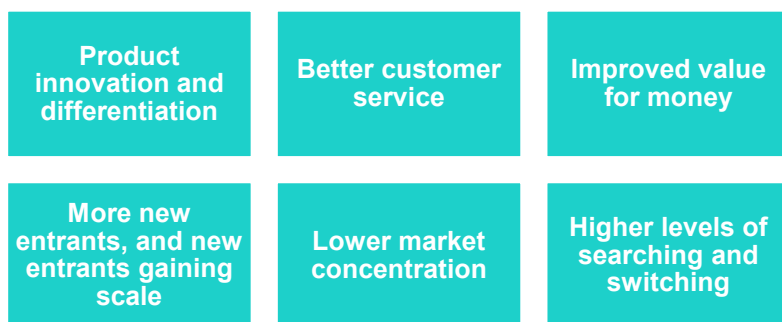 Product
innovation and
differentiation
Better customer
service
Improved value
for money
More new
entrants, and new
entrants gaining
scale
Lower market
concentration
Higher levels of
searching and
switching